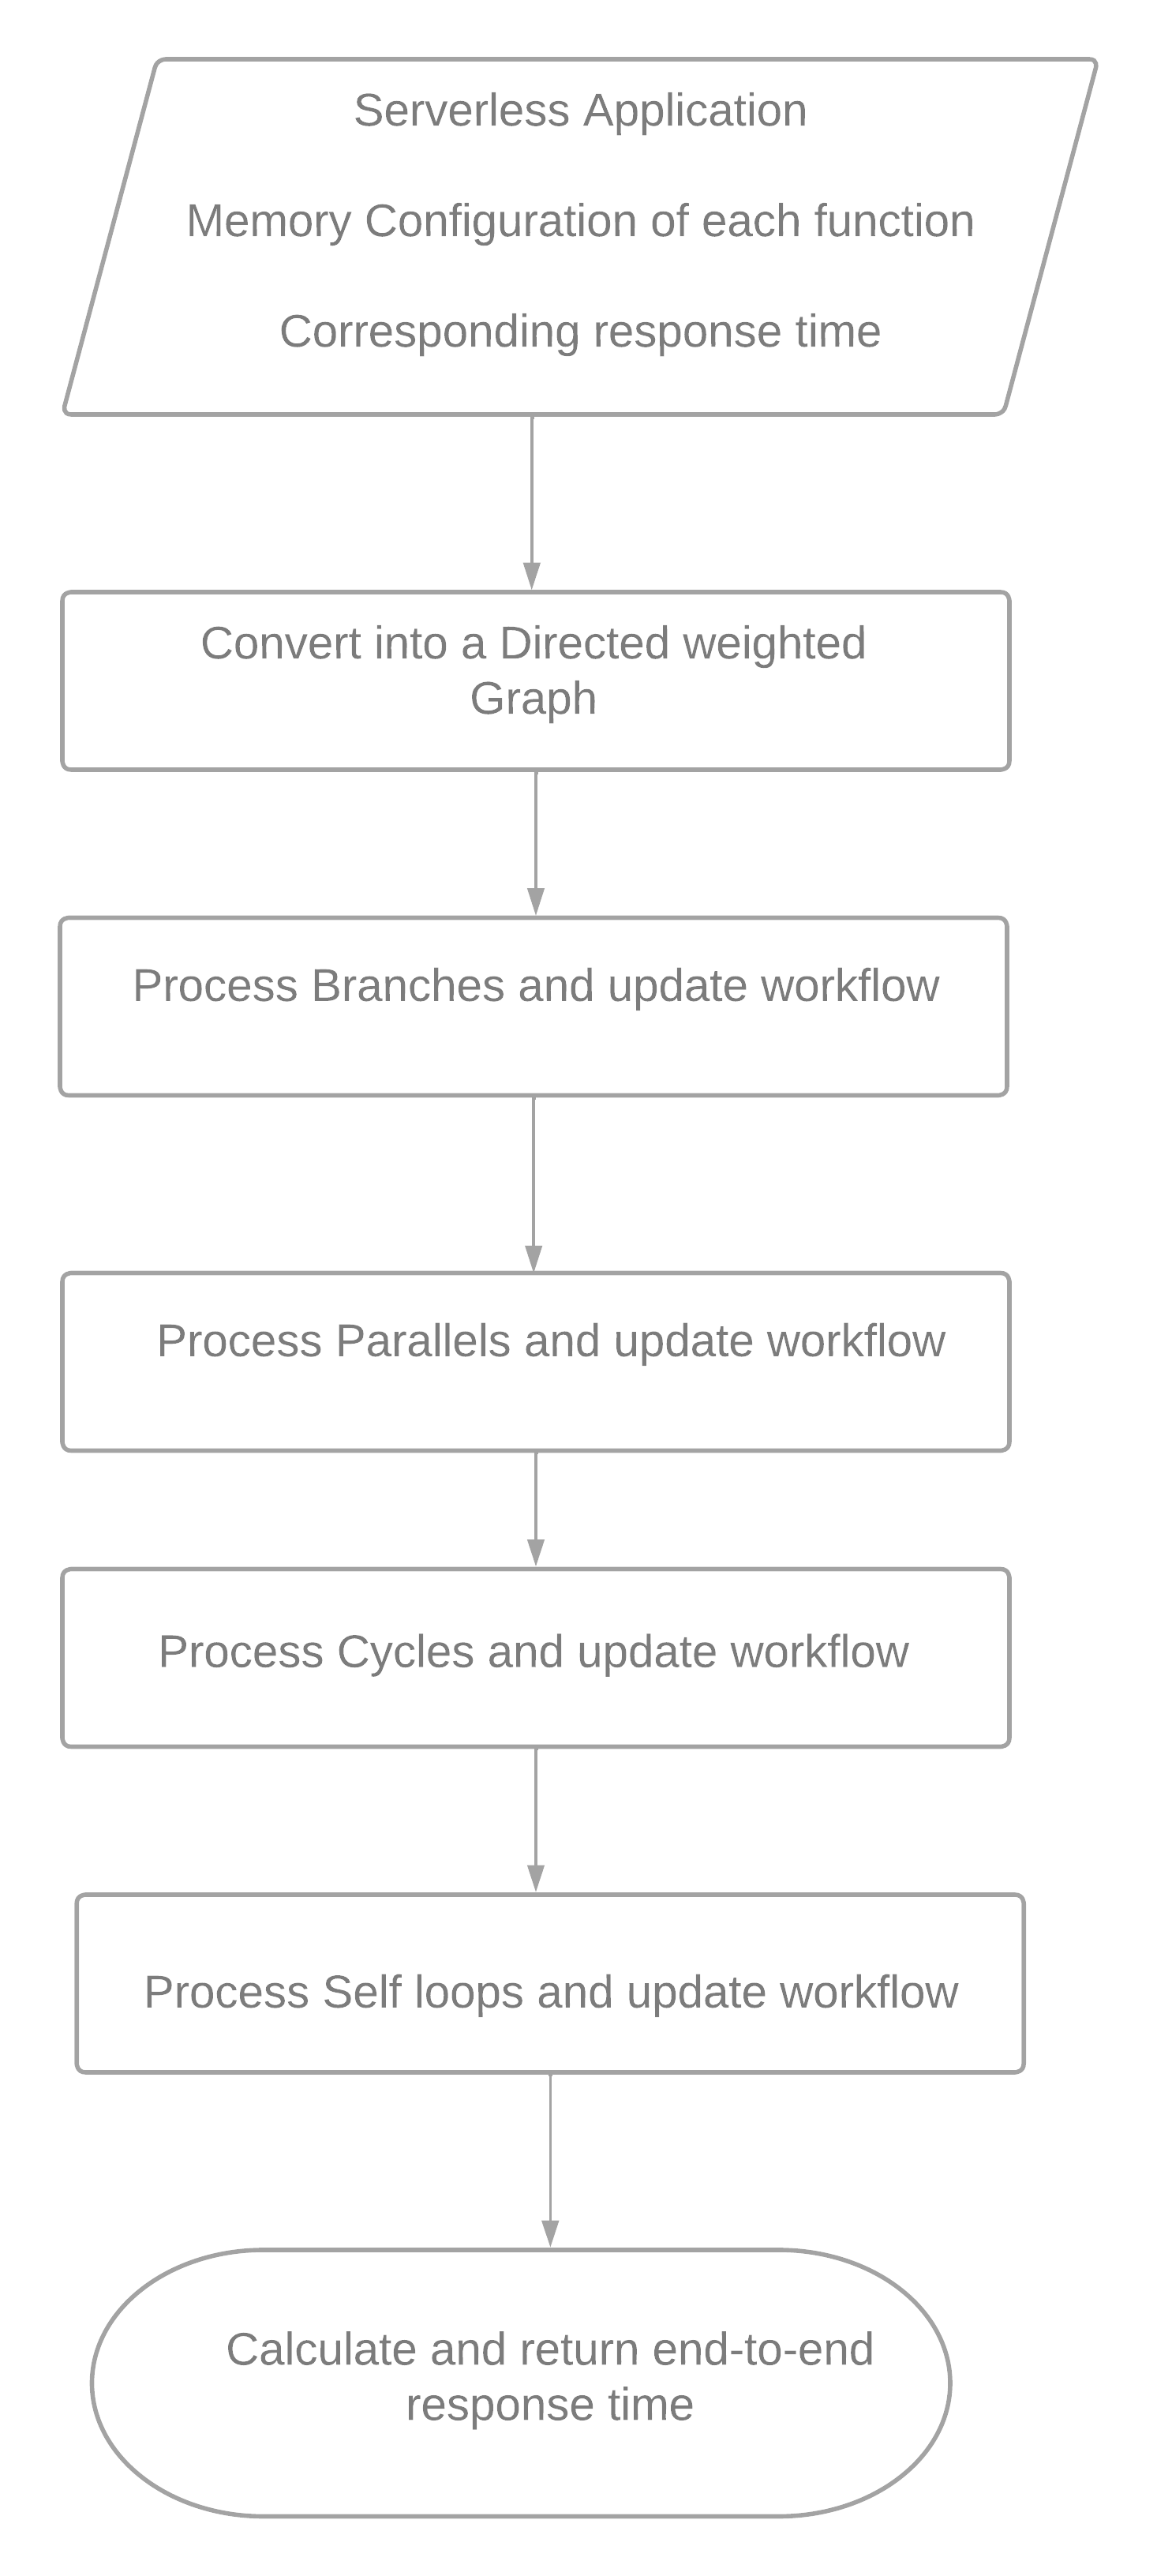 Serverless Application
Memory Configuration of each function
Corresponding response time
Convert into a Directed weighted
Graph
Process Branches and update workflow
Process Parallels and update workflow
Process Cycles and update workflow
Process Self loops and update workflow
Calculate and return end-to-end
response time